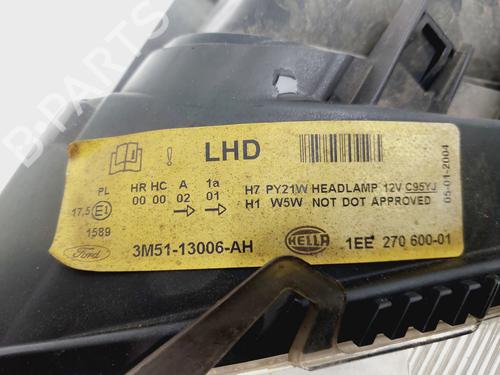 B-PARTS
LHD
PL HR HC A 1a
00 00 02 01
17.5 E1
1589
H7 PY21W HEADLAMP 12V C95YJ
H1 W5W NOT DOT APPROVED
05-01-2004
Ford 3M51-13006-AH HELLA 1EE 270 600-01